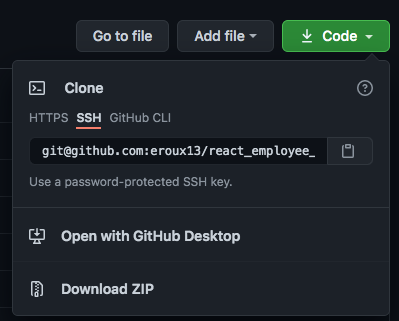 Go to file Add file Code
Clone
HTTPS SSH GitHub CLI
git@github.com:eroux13/react_employee_
Use a password-protected SSH key.
Open with GitHub Desktop
Download ZIP